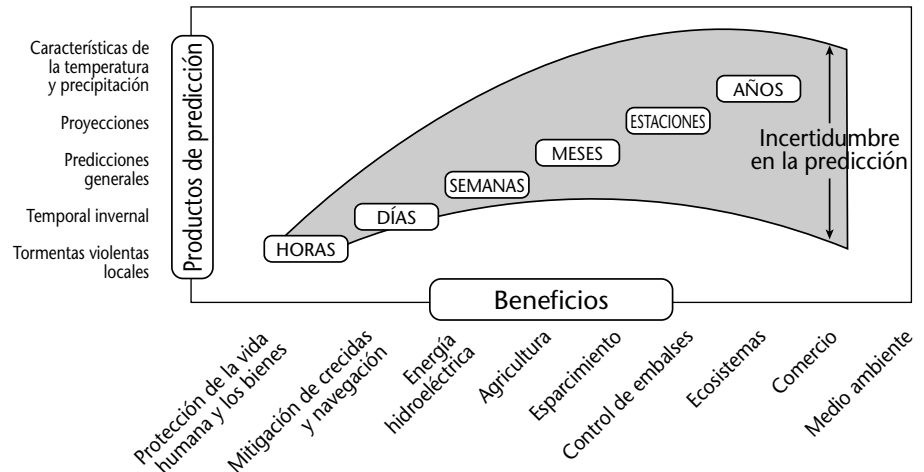 Características de
la temperatura
y precipitación
Proyecciones
Predicciones
generales
Temporal invernal
Tormentas violentas
locales
Productos de predicción
HORAS
DÍAS
SEMANAS
MESES
ESTACIONES
AÑOS
Incertidumbre
en la predicción
Beneficios
Protección de la vida
humana y los bienes
Mitigación de crecidas
y navegación
Energía
hidroeléctrica
Agricultura
Esparcimiento
Control de embalses
Ecosistemas
Comercio
Medio ambiente